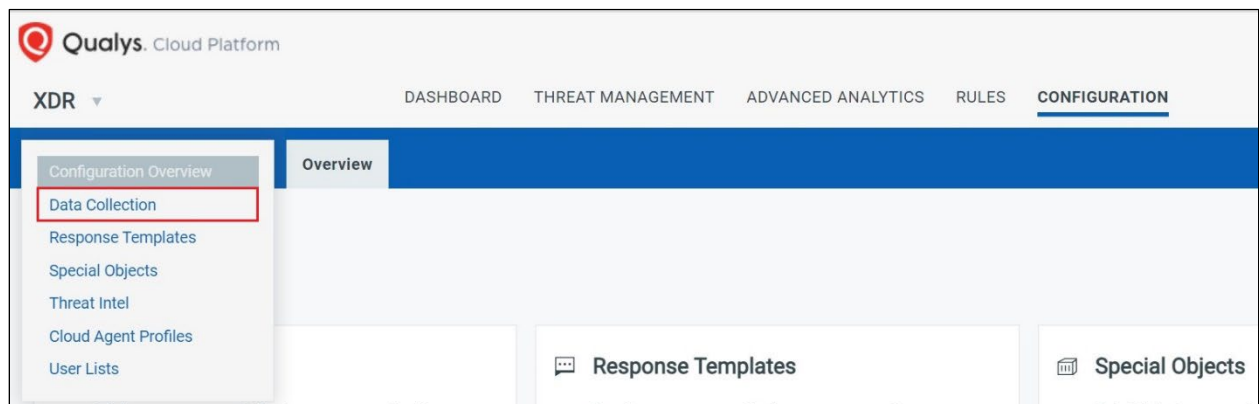 Qualys. Cloud Platform
XDR
DASHBOARD THREAT MANAGEMENT ADVANCED ANALYTICS RULES CONFIGURATION
Configuration Overview
Overview
Data Collection
Response Templates
Special Objects
Threat Intel
Cloud Agent Profiles
User Lists
Response Templates
Special Objects